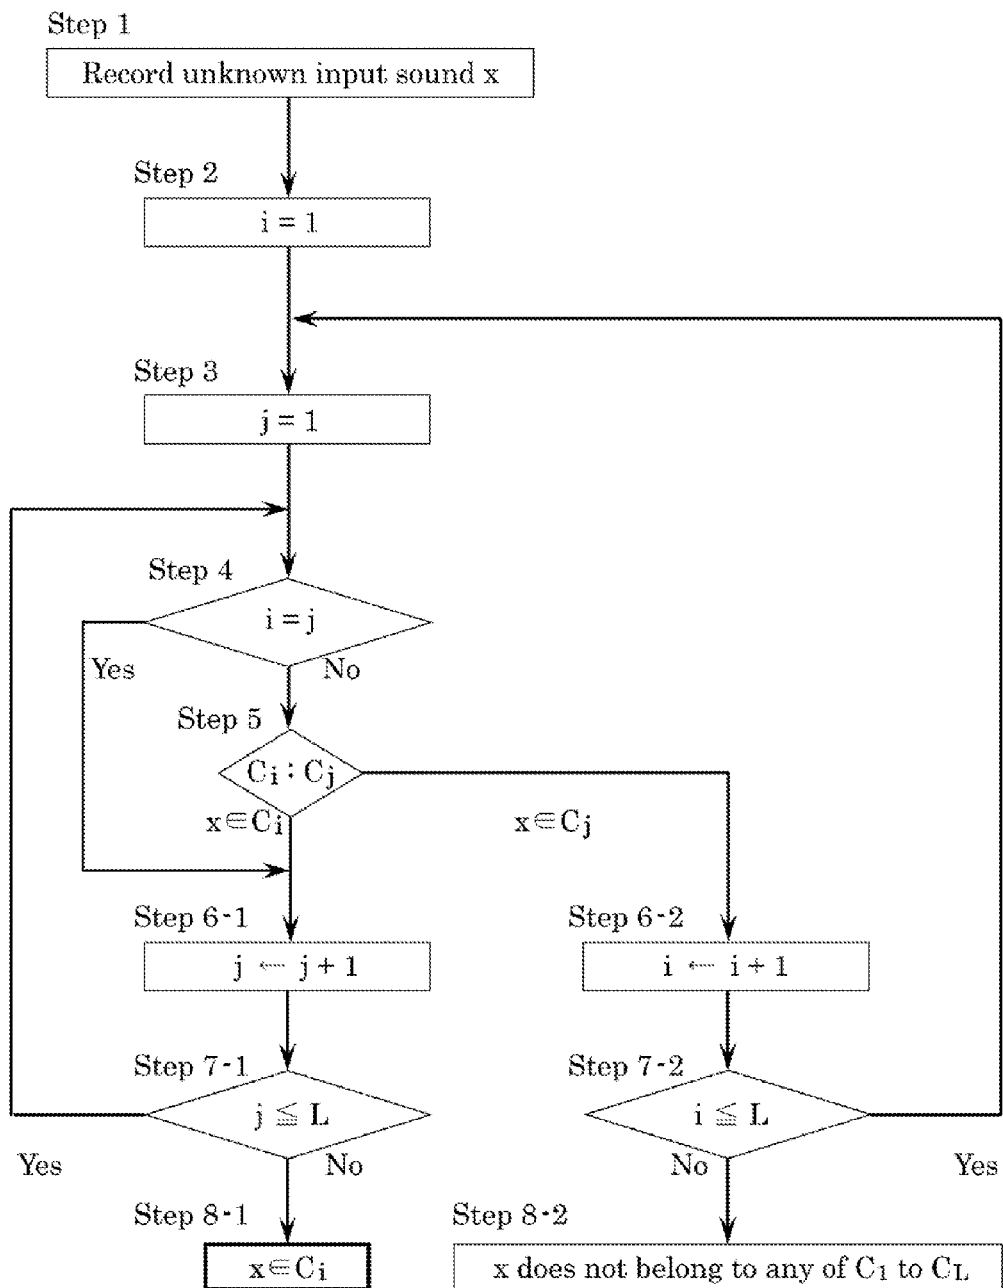 Step 1
Record unknown input sound x
Step 2
i = 1
Step 3
j = 1
Step 4
i = j
Yes
No
Step 5
Ci : Cj
x∈Ci
x∈Cj
Step 6-1
j ← j + 1
Step 6-2
i ← i + 1
Step 7-1
j ≦ L
Step 7-2
i ≦ L
Yes
No
No
Yes
Step 8-1
x∈Ci
Step 8-2
x does not belong to any of C1 to CL